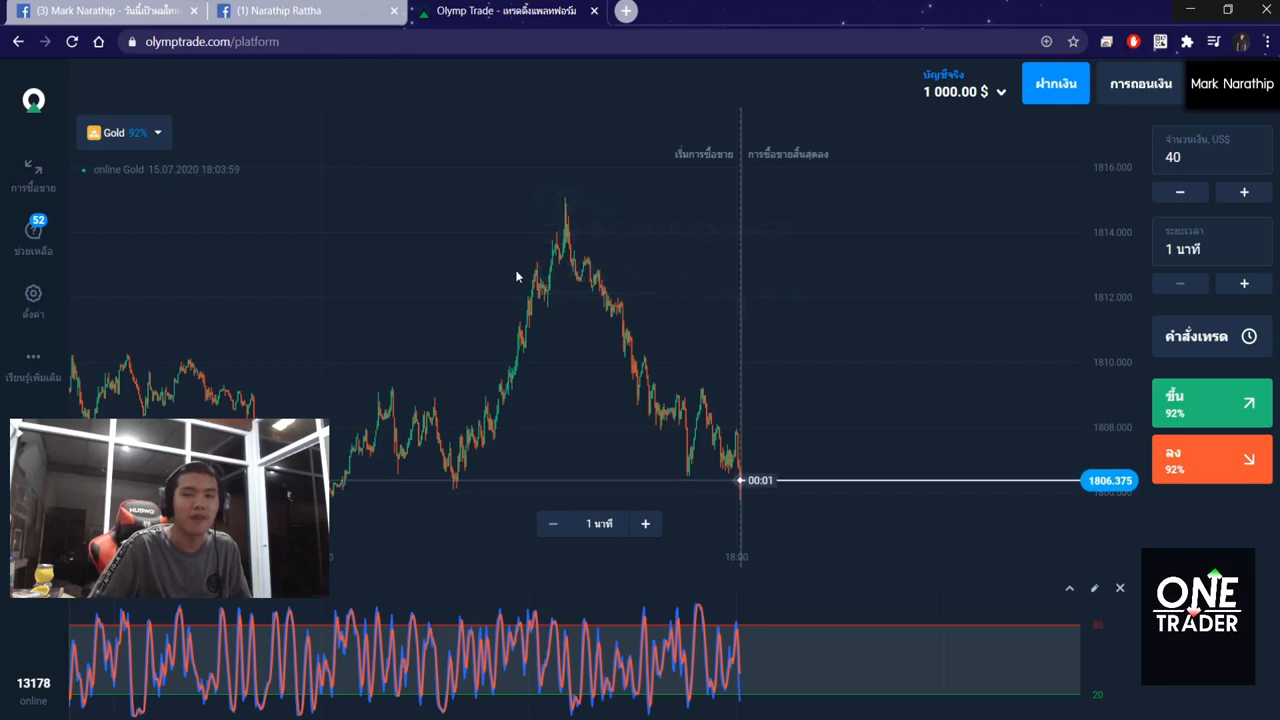 (3) Mark Narathip - วันนี้เป้าผมให
(1) Narathip Rattha
Olymp Trade - เทรดดิ้งแพลทฟอร์ม
olymptrade.com/platform
บัญชีจริง
1 000.00 $
ฝากเงิน
การถอนเงิน
Mark Narathip
Gold 92%
online Gold 15.07.2020 18:03:59
การซื้อขาย
52
ช่วยเหลือ
ตั้งค่า
เรียนรู้เพิ่มเติม
เริ่มการซื้อขาย
การซื้อขายสิ้นสุดลง
1816.000
1814.000
1812.000
1810.000
1808.000
1806.375
00:01
1 นาที
18:00
จำนวนเงิน, US$
40
ระยะเวลา
1 นาที
คำสั่งเทรด
ขึ้น
92%
ลง
92%
NUBWO
ONE
TRADER
80
20
13178
online